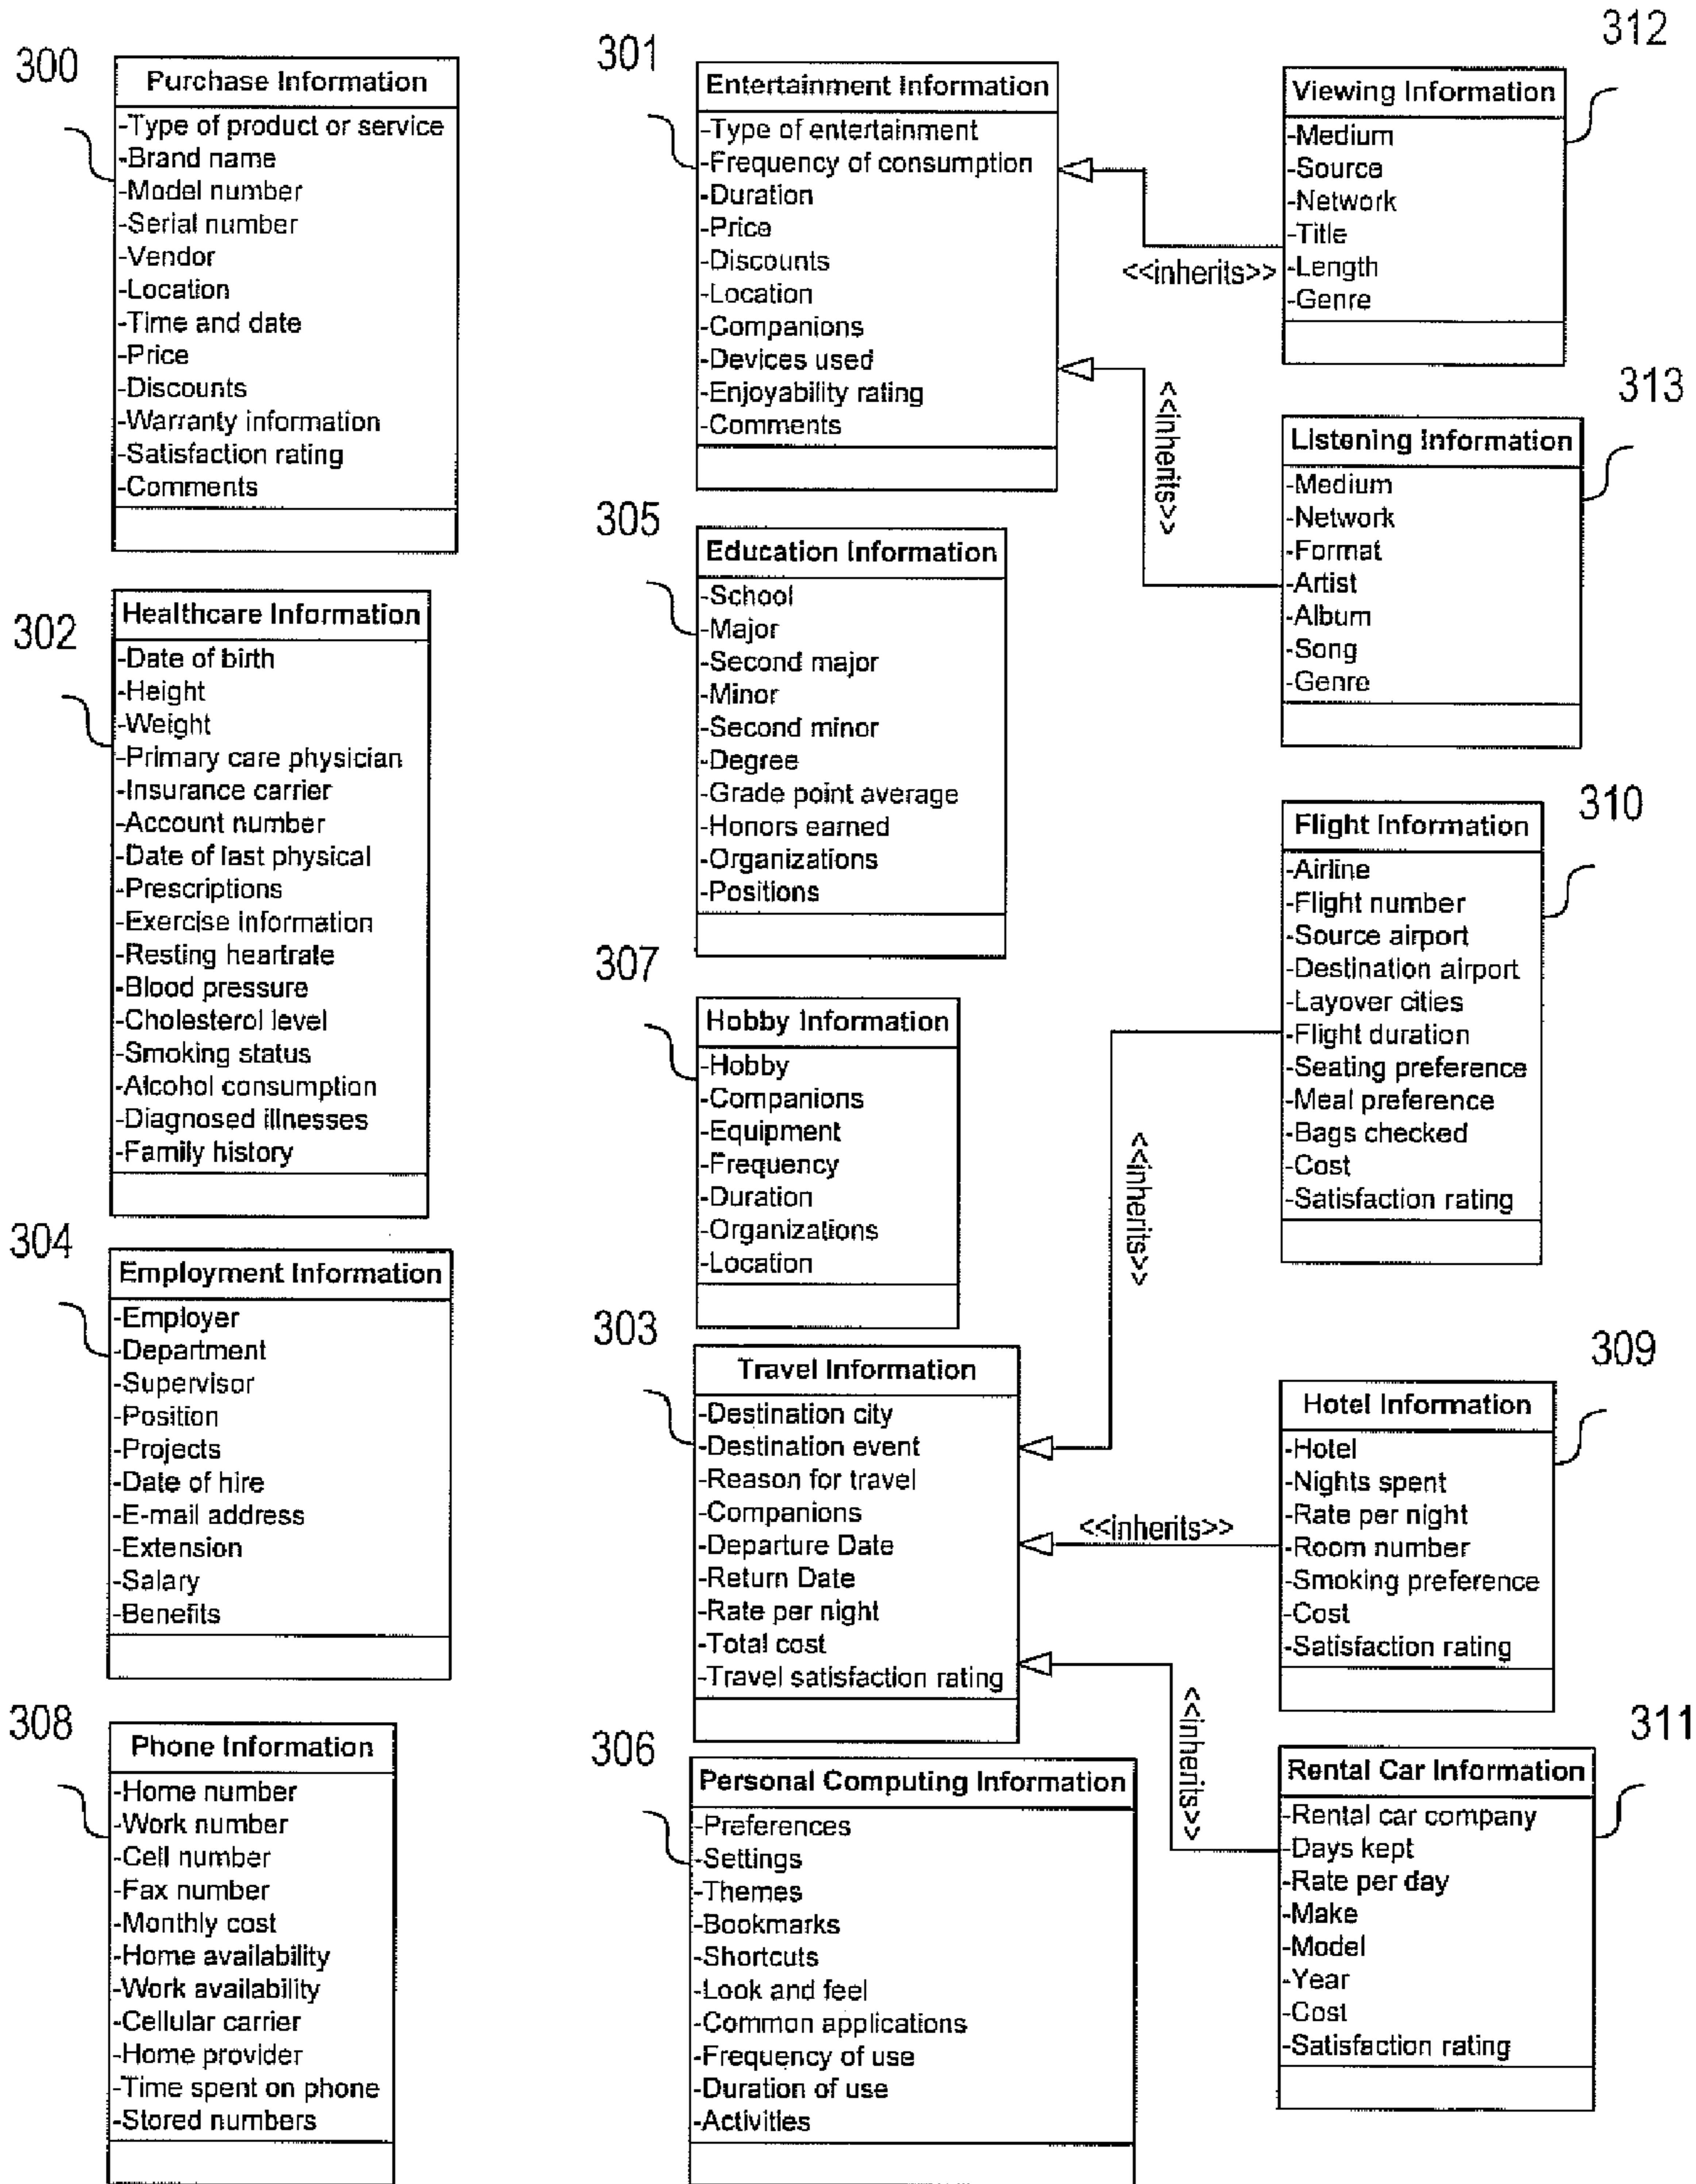 300
Purchase Information
-Type of product or service
-Brand name
-Model number
-Serial number
-Vendor
-Location
-Time and date
-Price
-Discounts
-Warranty information
-Satisfaction rating
-Comments
302
Healthcare Information
-Date of birth
-Height
-Weight
-Primary care physician
-Insurance carrier
-Account number
-Date of last physical
-Prescriptions
-Exercise information
-Resting heartrate
-Blood pressure
-Cholesterol level
-Smoking status
-Alcohol consumption
-Diagnosed illnesses
-Family history
304
Employment Information
-Employer
-Department
-Supervisor
-Position
-Projects
-Date of hire
-E-mail address
-Extension
-Salary
-Benefits
308
Phone Information
-Home number
-Work number
-Cell number
-Fax number
-Monthly cost
-Home availability
-Work availability
-Cellular carrier
-Home provider
-Time spent on phone
-Stored numbers
301
Entertainment Information
-Type of entertainment
-Frequency of consumption
-Duration
-Price
-Discounts
-Location
-Companions
-Devices used
-Enjoyability rating
-Comments
305
Education Information
-School
-Major
-Second major
-Minor
-Second minor
-Degree
-Grade point average
-Honors earned
-Organizations
-Positions
307
Hobby Information
-Hobby
-Companions
-Equipment
-Frequency
-Duration
-Organizations
-Location
303
Travel Information
-Destination city
-Destination event
-Reason for travel
-Companions
-Departure Date
-Return Date
-Rate per night
-Total cost
-Travel satisfaction rating
306
Personal Computing Information
-Preferences
-Settings
-Themes
-Bookmarks
-Shortcuts
-Look and feel
-Common applications
-Frequency of use
-Duration of use
-Activities
<<inherits>>
<<inherits>>
<<inherits>>
<<inherits>>
<<inherits>>
312
Viewing Information
-Medium
-Source
-Network
-Title
-Length
-Genre
313
Listening Information
-Medium
-Network
-Format
-Artist
-Album
-Song
-Genre
310
Flight Information
-Airline
-Flight number
-Source airport
-Destination airport
-Layover cities
-Flight duration
-Seating preference
-Meal preference
-Bags checked
-Cost
-Satisfaction rating
309
Hotel Information
-Hotel
-Nights spent
-Rate per night
-Room number
-Smoking preference
-Cost
-Satisfaction rating
311
Rental Car Information
-Rental car company
-Days kept
-Rate per day
-Make
-Model
-Year
-Cost
-Satisfaction rating